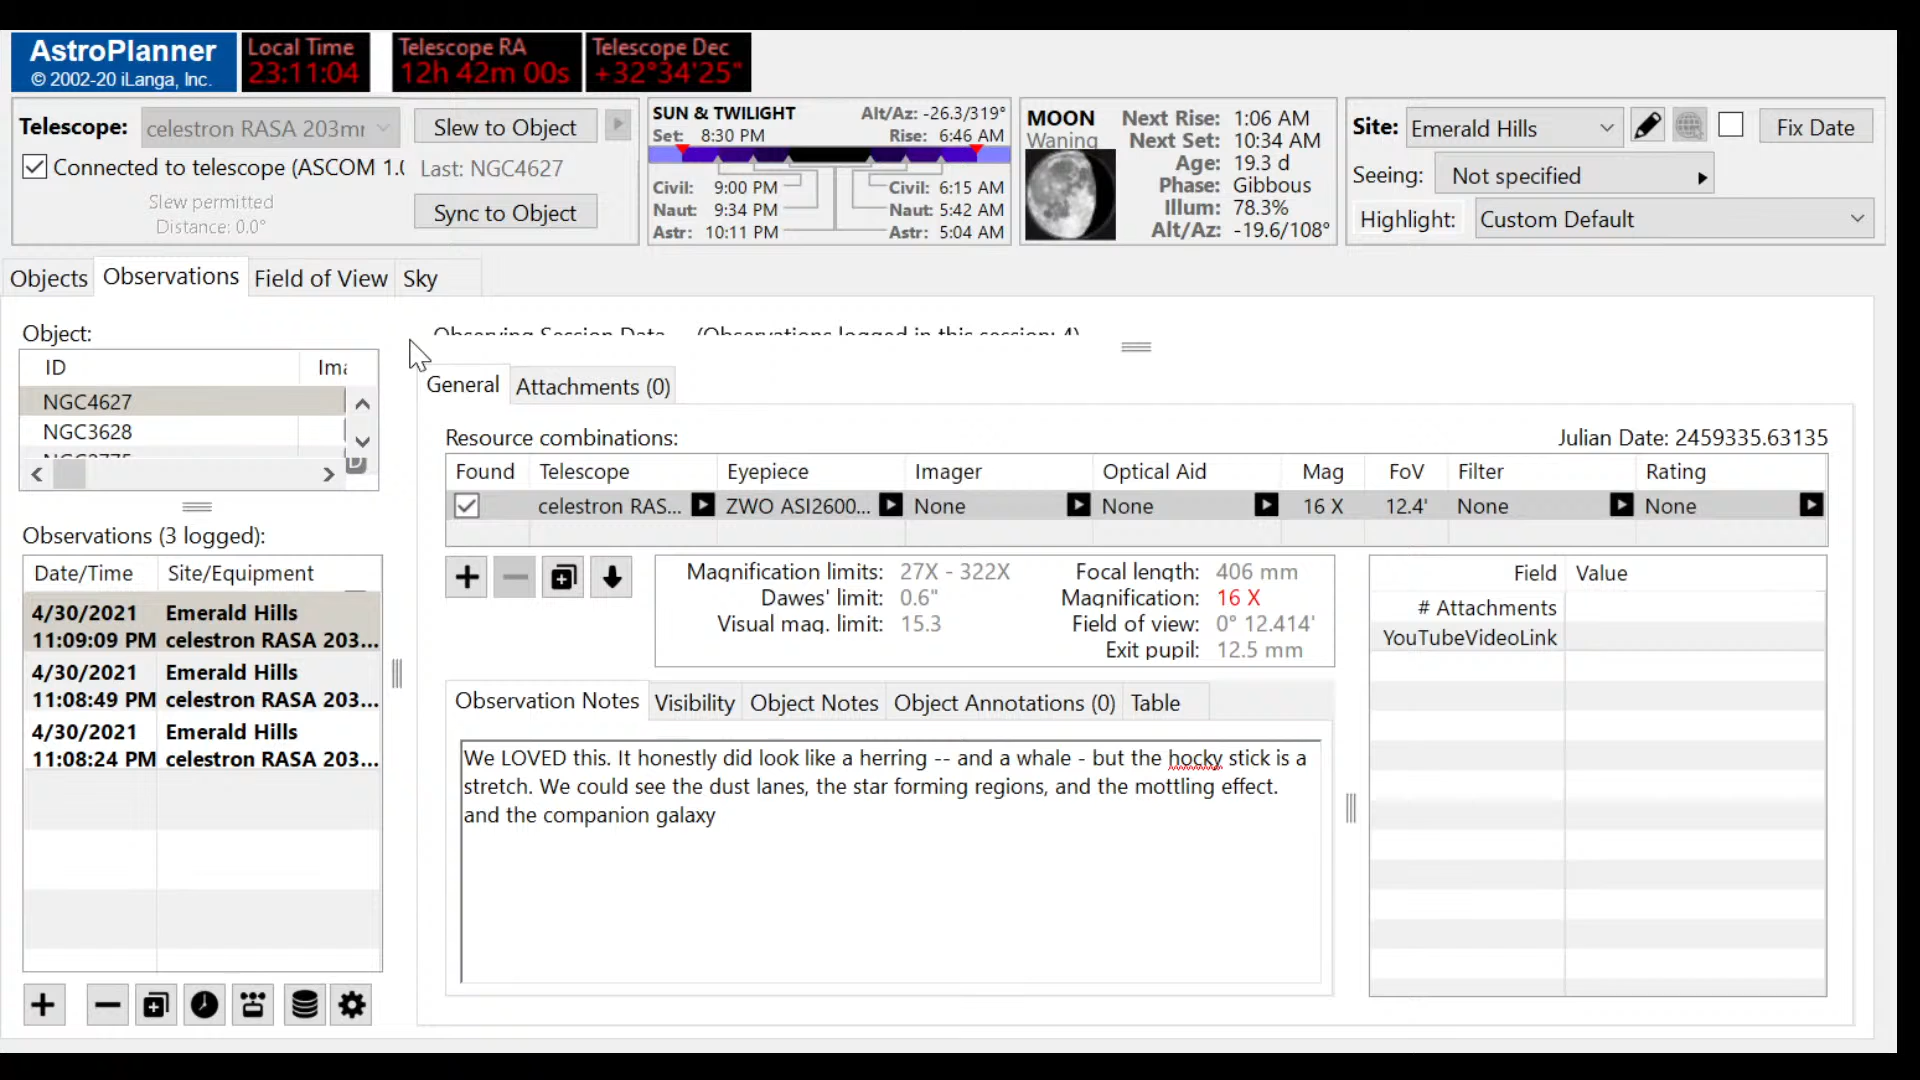 AstroPlanner
© 2002-20 iLanga, Inc.
Local Time
23:11:04
Telescope RA
12h 42m 00s
Telescope Dec
+32°34'25"
Telescope: celestron RASA 203mr
Slew to Object
Connected to telescope (ASCOM 1.0
Last: NGC4627
Slew permitted
Distance: 0.0°
Sync to Object
SUN & TWILIGHT Alt/Az: -26.3/319°
Set: 8:30 PM Rise: 6:46 AM
Civil: 9:00 PM Civil: 6:15 AM
Naut: 9:34 PM Naut: 5:42 AM
Astr: 10:11 PM Astr: 5:04 AM
MOON Next Rise: 1:06 AM
Waning Next Set: 10:34 AM
Age: 19.3 d
Phase: Gibbous
Illum: 78.3%
Alt/Az: -19.6/108°
Site: Emerald Hills Fix Date
Seeing: Not specified
Highlight: Custom Default
Objects Observations Field of View Sky
Object:
ID Ima
NGC4627
NGC3628
D
Observations (3 logged):
Date/Time Site/Equipment
4/30/2021 Emerald Hills
11:09:09 PM celestron RASA 203...
4/30/2021 Emerald Hills
11:08:49 PM celestron RASA 203...
4/30/2021 Emerald Hills
11:08:24 PM celestron RASA 203...
Observing Session Data (Observations logged in this session: 4)
General Attachments (0)
Resource combinations: Julian Date: 2459335.63135
Found Telescope Eyepiece Imager Optical Aid Mag FoV Filter Rating
celestron RAS... ZWO ASI2600... None None 16 X 12.4' None None
Magnification limits: 27X - 322X Focal length: 406 mm
Dawes' limit: 0.6" Magnification: 16 X
Visual mag. limit: 15.3 Field of view: 0° 12.414'
Exit pupil: 12.5 mm
Field Value
# Attachments
YouTubeVideoLink
Observation Notes Visibility Object Notes Object Annotations (0) Table
We LOVED this. It honestly did look like a herring -- and a whale - but the hocky stick is a
stretch. We could see the dust lanes, the star forming regions, and the mottling effect.
and the companion galaxy